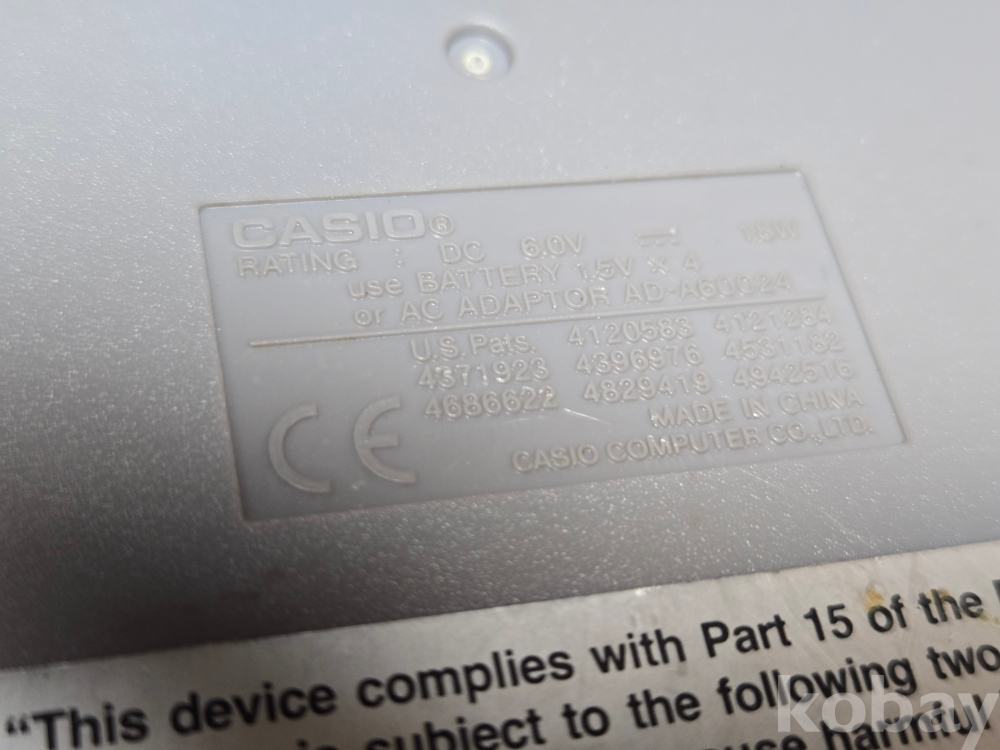 CASIO®
RATING : DC 6.0V ⎓
use BATTERY 1.5V × 4
or AC ADAPTOR AD-A60024
U.S. Pats. 4120583 4121284
4371923 4396976 4531182
4686622 4829419 4942516
MADE IN CHINA
CASIO COMPUTER CO.,LTD.
CE
“This device complies with Part 15 of the
subject to the following two
harmful
kobay